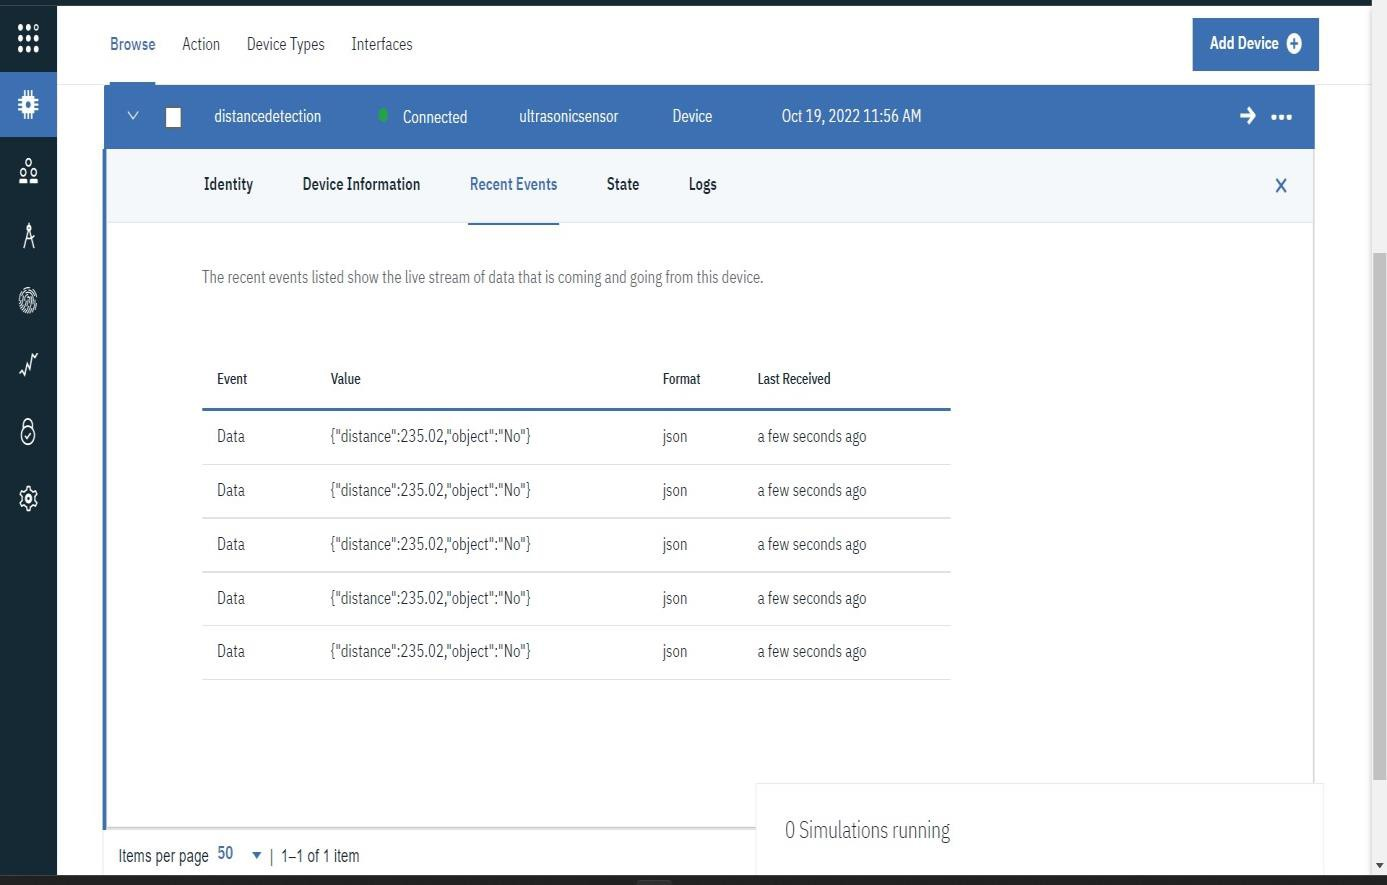 Browse Action Device Types Interfaces Add Device
distancedetection Connected ultrasonicsensor Device Oct 19, 2022 11:56 AM
Identity Device Information Recent Events State Logs X
The recent events listed show the live stream of data that is coming and going from this device.
Event Value Format Last Received
Data {"distance":235.02,"object":"No"} json a few seconds ago
Data {"distance":235.02,"object":"No"} json a few seconds ago
Data {"distance":235.02,"object":"No"} json a few seconds ago
Data {"distance":235.02,"object":"No"} json a few seconds ago
Data {"distance":235.02,"object":"No"} json a few seconds ago
0 Simulations running
Items per page 50 | 1–1 of 1 item